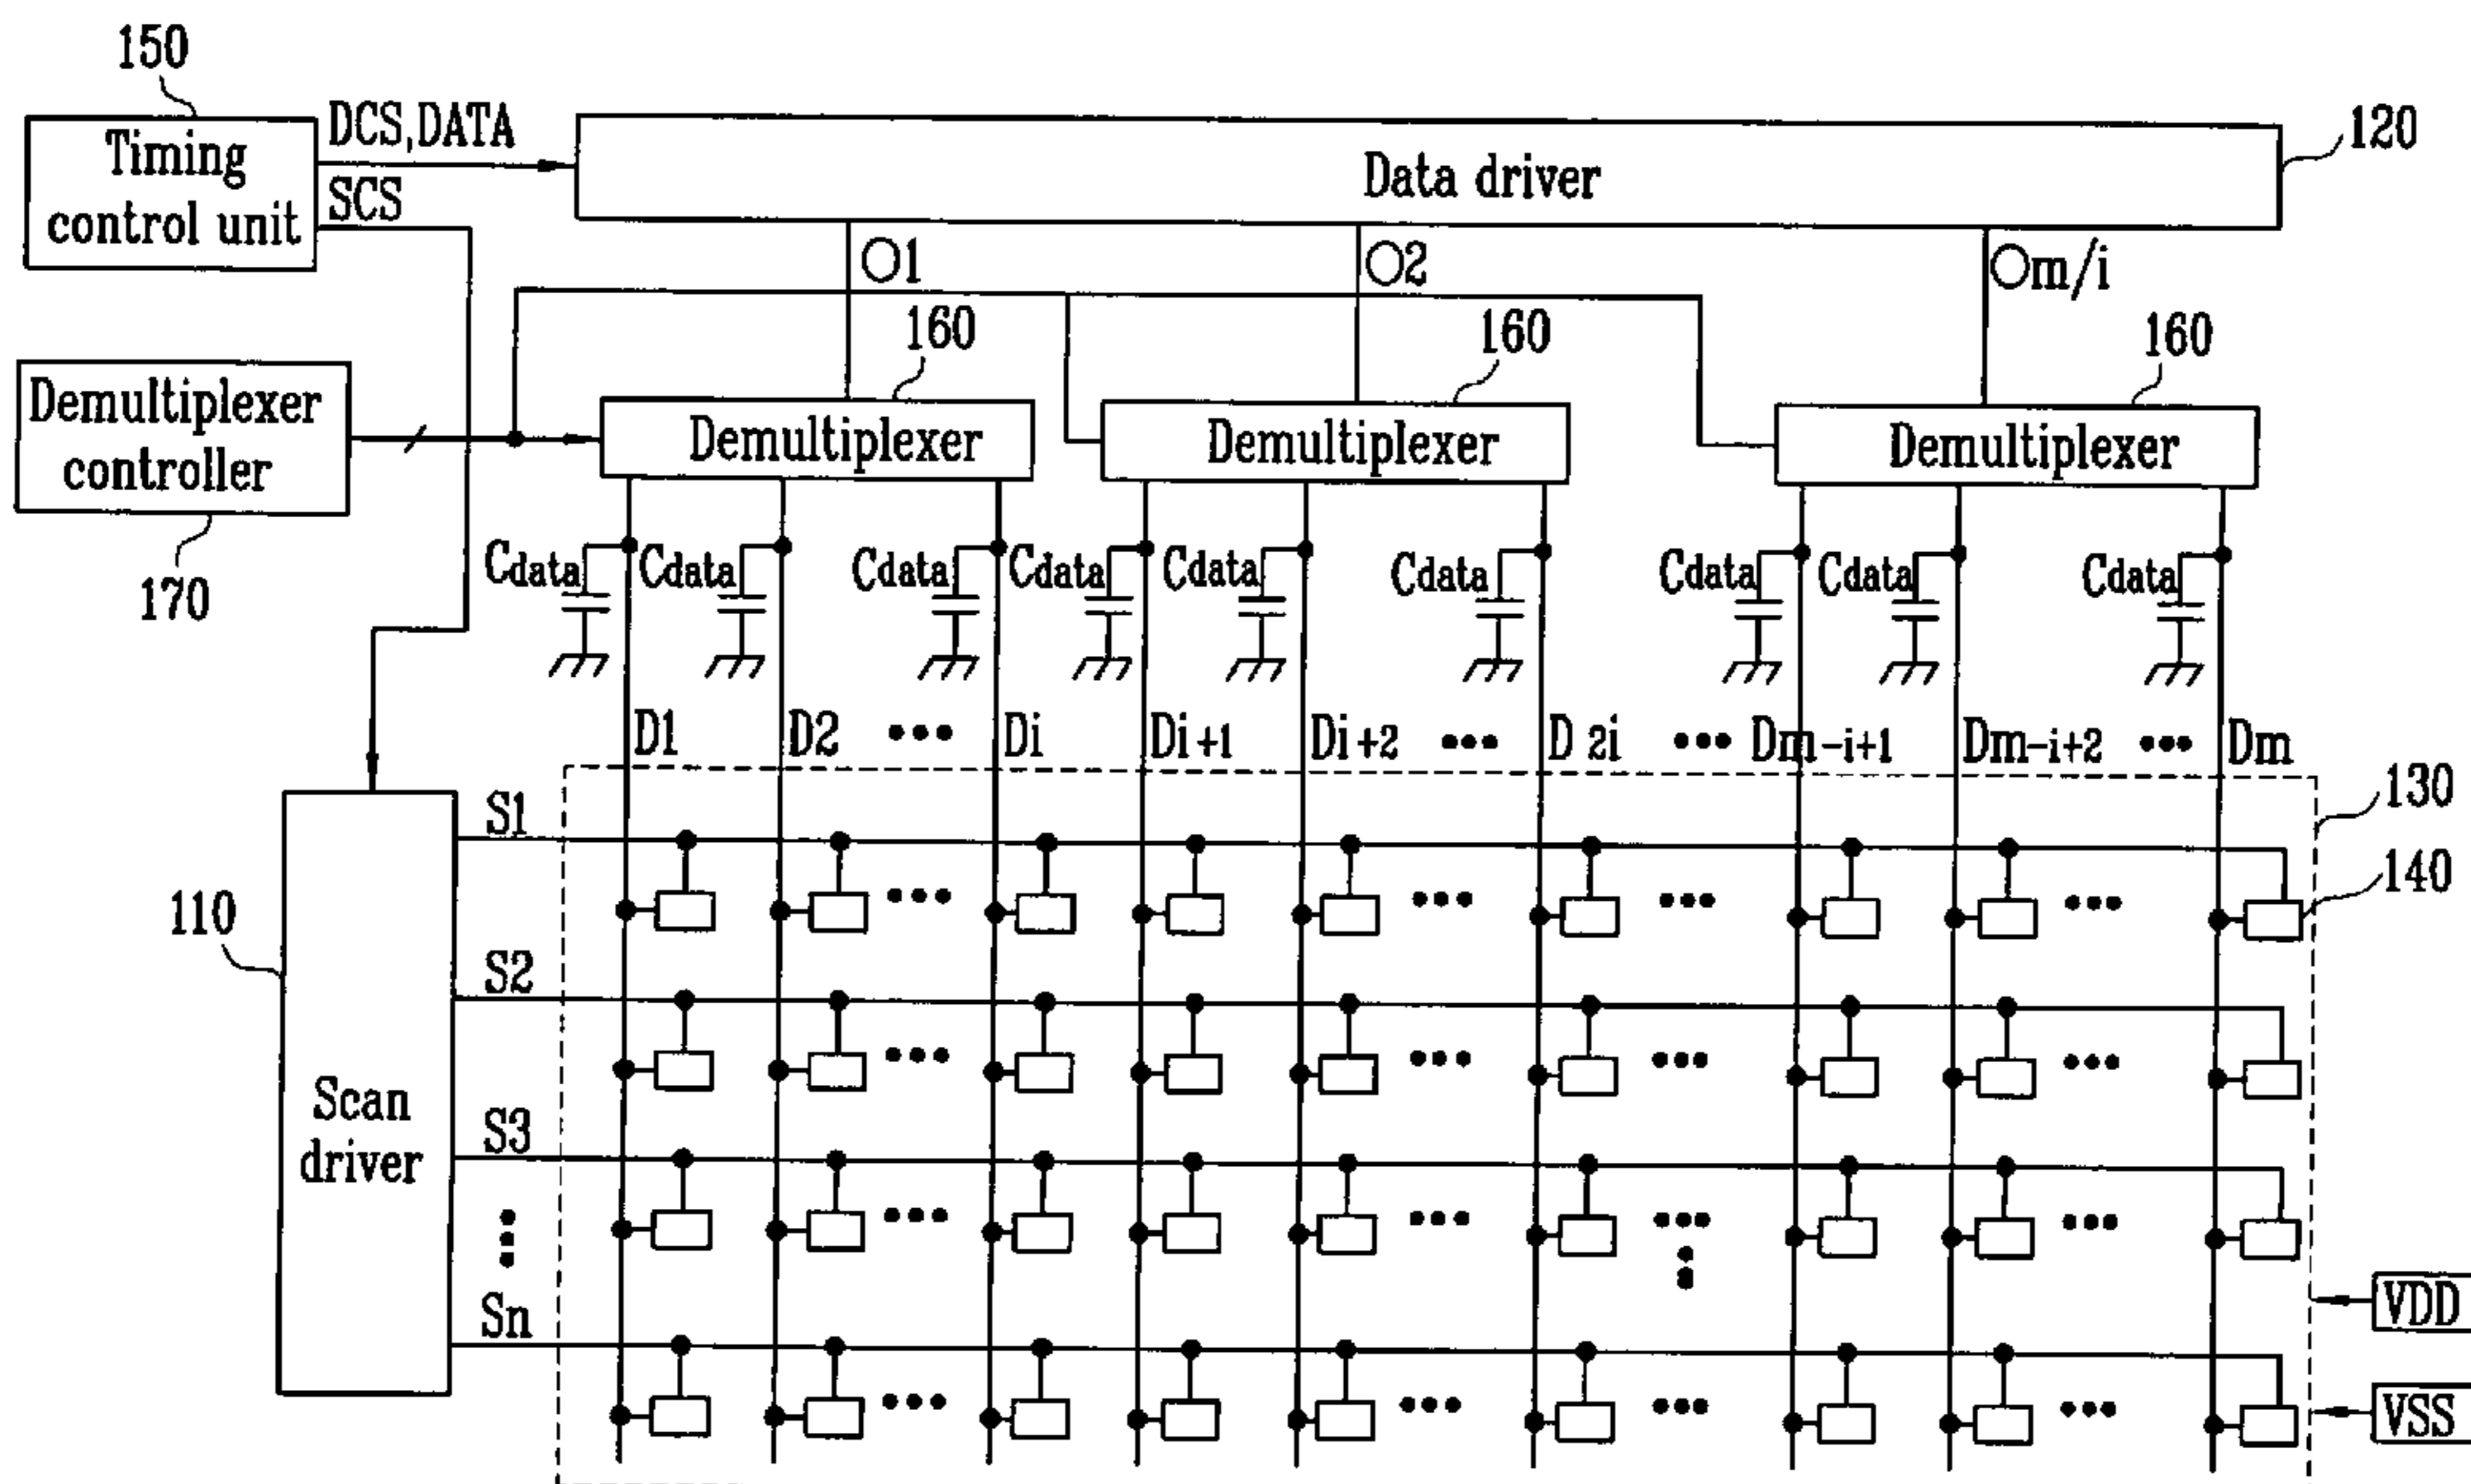 150
Timing
control unit
DCS,DATA
SCS
Data driver
120
O1
O2
Om/i
160
160
160
Demultiplexer
controller
170
Demultiplexer
Demultiplexer
Demultiplexer
Cdata
Cdata
Cdata
Cdata
Cdata
Cdata
Cdata
Cdata
Cdata
D1
D2
•••
Di
Di+1
Di+2
•••
D2i
•••
Dm-i+1
Dm-i+2
•••
Dm
130
140
110
Scan
driver
S1
S2
S3
Sn
VDD
VSS